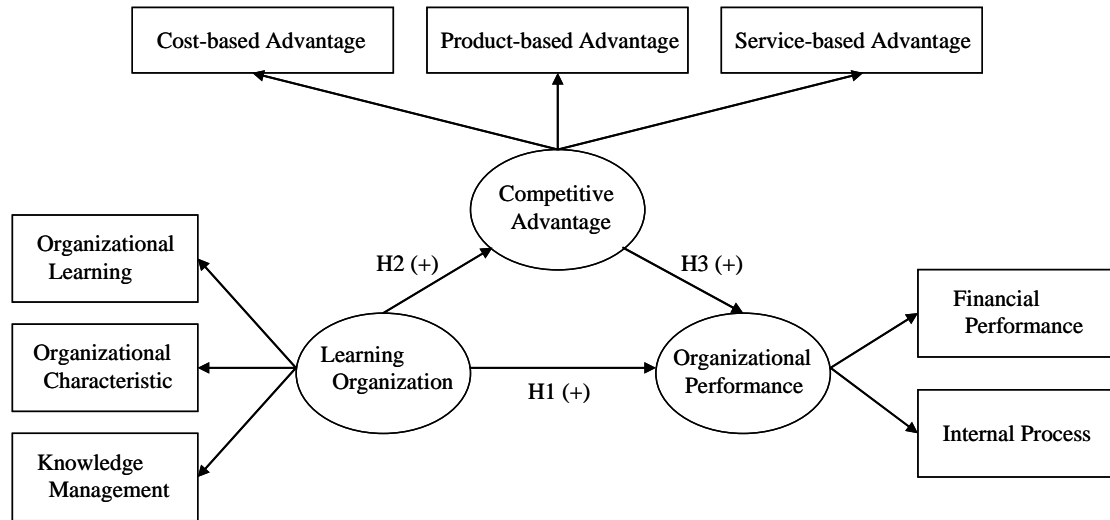 Cost-based Advantage
Product-based Advantage
Service-based Advantage
Competitive
Advantage
Organizational
Learning
H2 (+)
H3 (+)
Financial
Performance
Organizational
Characteristic
Learning
Organization
H1 (+)
Organizational
Performance
Internal Process
Knowledge
Management